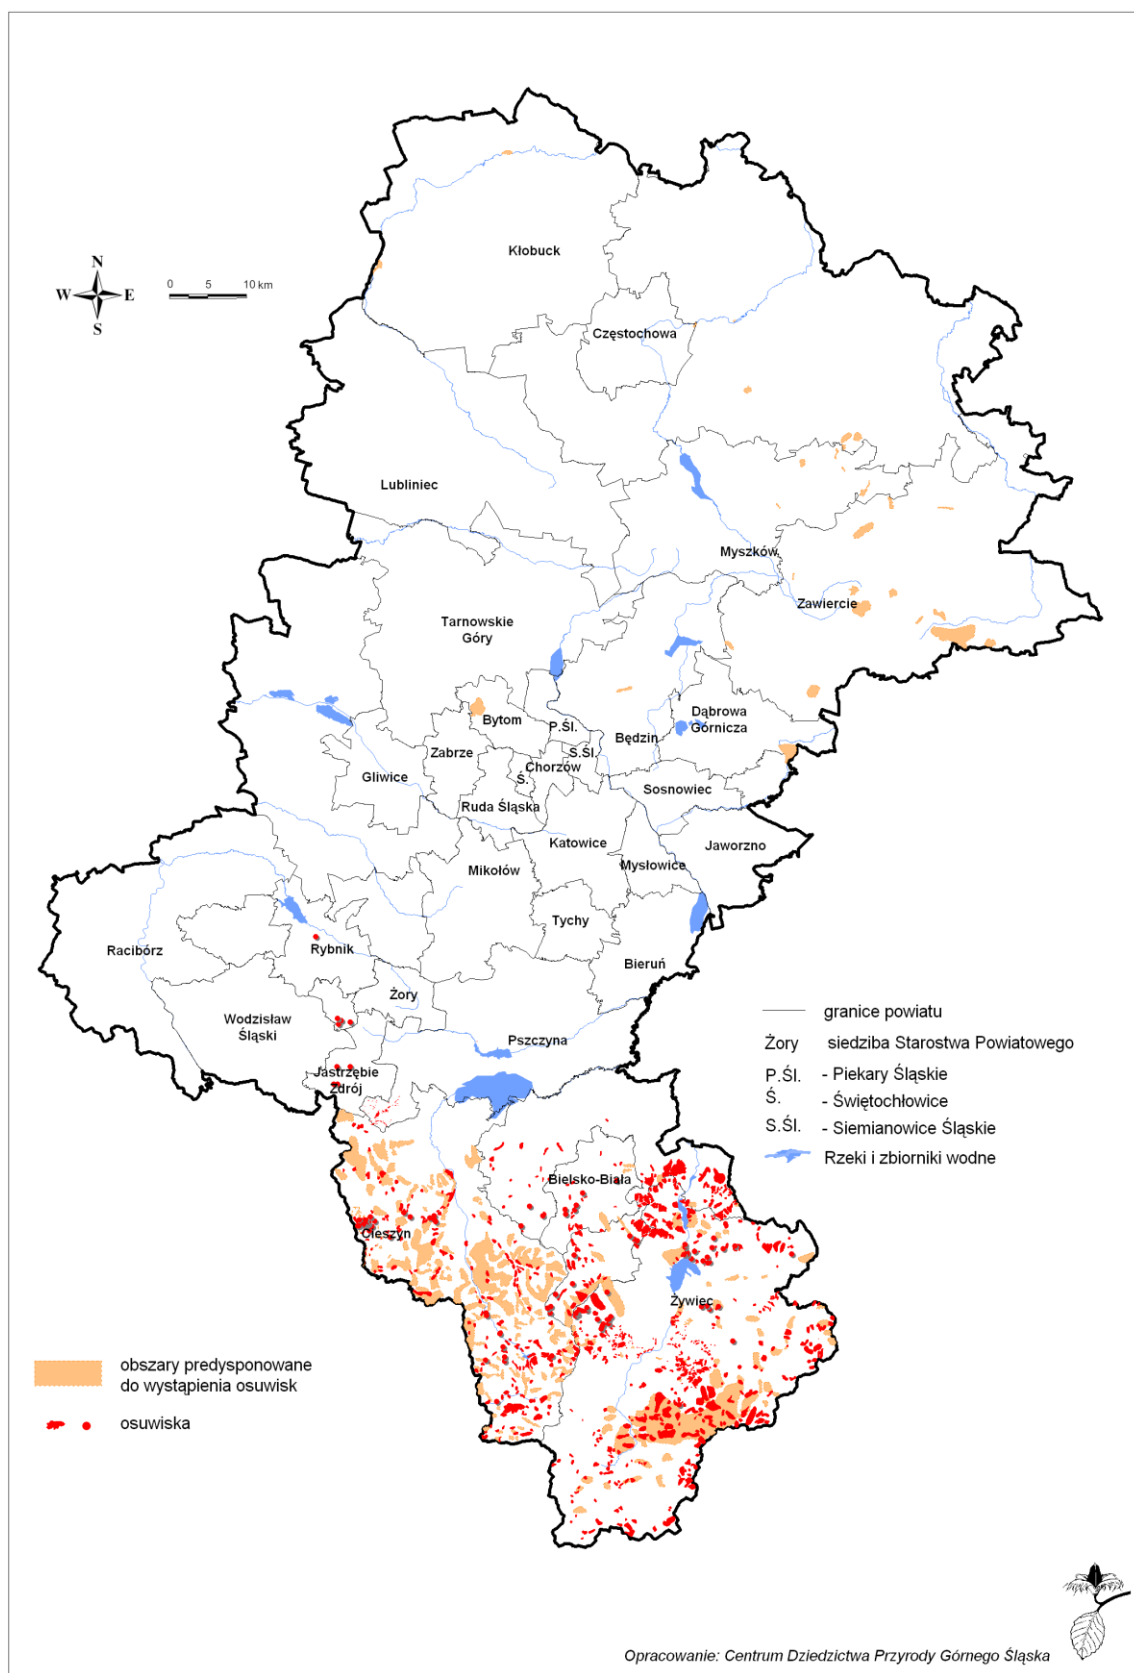 Kłobuck
N
W E
S
0 5 10 km
Częstochowa
Lubliniec
Myszków
Zawiercie
Tarnowskie
Góry
Bytom
P.Śl.
Dąbrowa
Górnicza
Będzin
S.Śl.
Zabrze
Chorzów
Ś.
Gliwice
Sosnowiec
Ruda Śląska
Katowice
Jaworzno
Mysłowice
Mikołów
Tychy
Racibórz
Rybnik
Bieruń
Żory
Wodzisław
Śląski
Pszczyna
Jastrzębie
Zdrój
granice powiatu
Żory siedziba Starostwa Powiatowego
P.Śl. - Piekary Śląskie
Ś. - Świętochłowice
S.Śl. - Siemianowice Śląskie
Rzeki i zbiorniki wodne
Bielsko-Biała
Cieszyn
Żywiec
obszary predysponowane
do wystąpienia osuwisk
osuwiska
Opracowanie: Centrum Dziedzictwa Przyrody Górnego Śląska